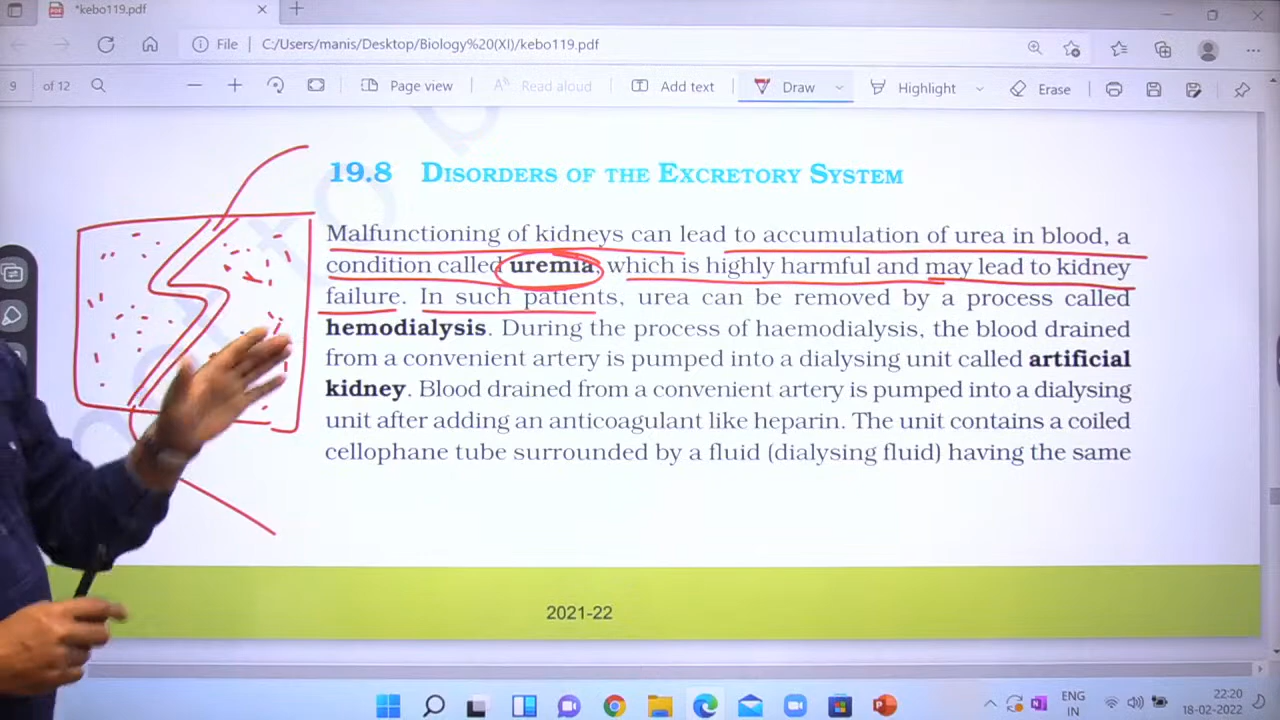 *kebo119.pdf
File C:/Users/manis/Desktop/Biology%20(XI)/kebo119.pdf
9 of 12 Page view Read aloud Add text Draw Highlight Erase
19.8 DISORDERS OF THE EXCRETORY SYSTEM
Malfunctioning of kidneys can lead to accumulation of urea in blood, a
condition called uremia, which is highly harmful and may lead to kidney
failure. In such patients, urea can be removed by a process called
hemodialysis. During the process of haemodialysis, the blood drained
from a convenient artery is pumped into a dialysing unit called artificial
kidney. Blood drained from a convenient artery is pumped into a dialysing
unit after adding an anticoagulant like heparin. The unit contains a coiled
cellophane tube surrounded by a fluid (dialysing fluid) having the same
2021-22
ENG
IN
22:20
18-02-2022